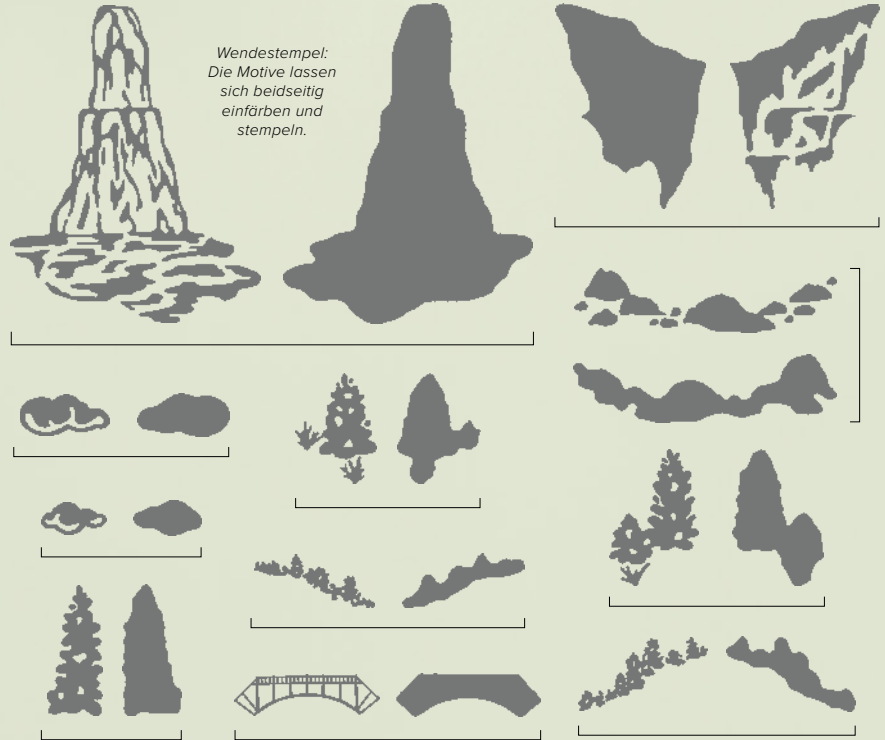 Wendestempel:
Die Motive lassen
sich beidseitig
einfärben und
stempeln.